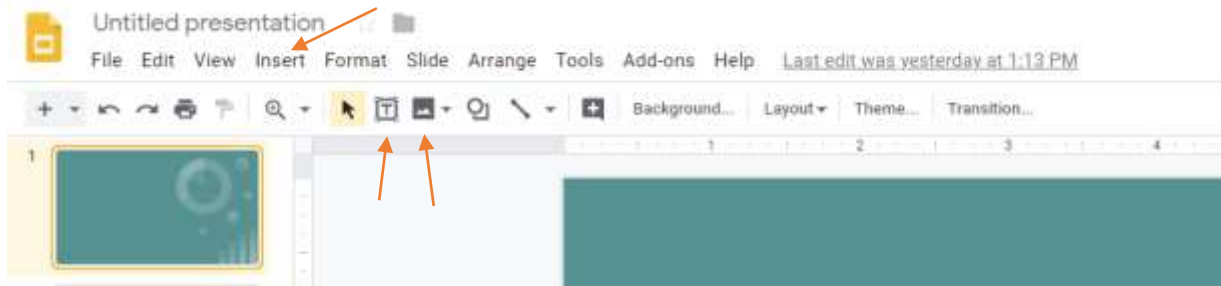 Untitled presentation
File Edit View Insert Format Slide Arrange Tools Add-ons Help Last edit was yesterday at 1:13 PM
Background... Layout Theme... Transition...
1 2 3 4
1